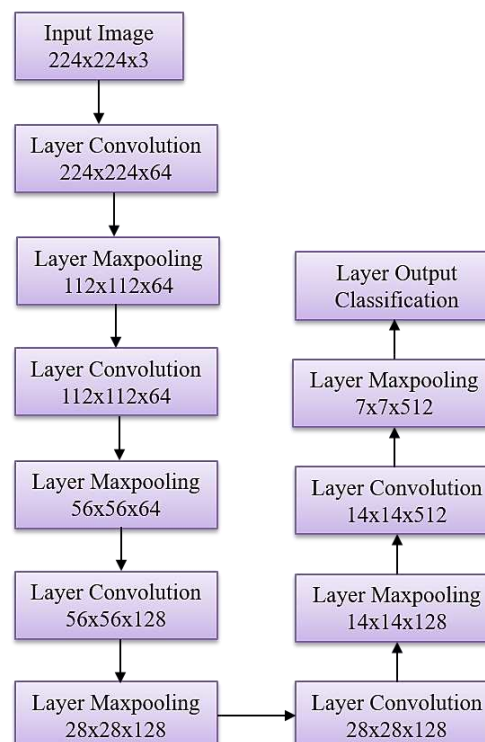 Input Image
224x224x3
Layer Convolution
224x224x64
Layer Maxpooling
112x112x64
Layer Convolution
112x112x64
Layer Maxpooling
56x56x64
Layer Convolution
56x56x128
Layer Maxpooling
28x28x128
Layer Convolution
28x28x128
Layer Maxpooling
14x14x128
Layer Convolution
14x14x512
Layer Maxpooling
7x7x512
Layer Output
Classification